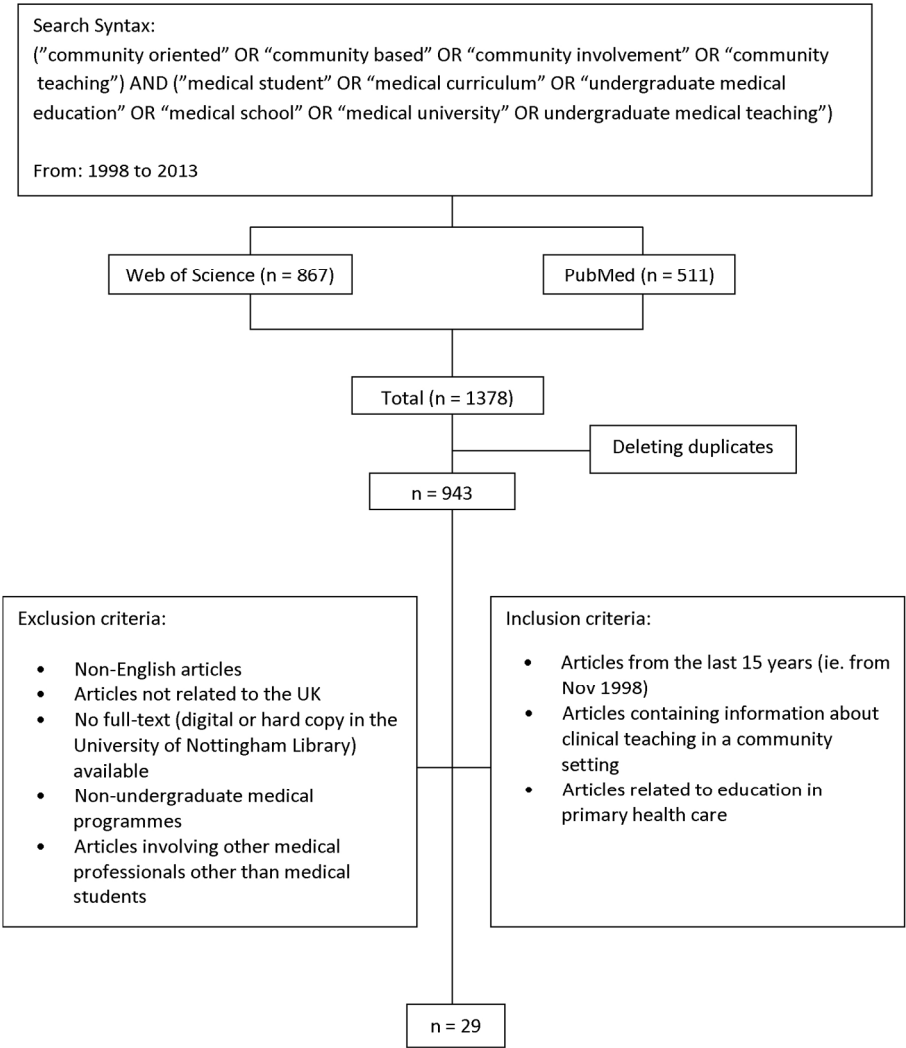 Search Syntax:
(”community oriented” OR “community based” OR “community involvement” OR “community
teaching”) AND (”medical student” OR “medical curriculum” OR “undergraduate medical
education” OR “medical school” OR “medical university” OR undergraduate medical teaching”)
From: 1998 to 2013
Web of Science (n = 867)
PubMed (n = 511)
Total (n = 1378)
Deleting duplicates
n = 943
Exclusion criteria:
• Non-English articles
• Articles not related to the UK
• No full-text (digital or hard copy in the
University of Nottingham Library)
available
• Non-undergraduate medical
programmes
• Articles involving other medical
professionals other than medical
students
Inclusion criteria:
• Articles from the last 15 years (ie. from
Nov 1998)
• Articles containing information about
clinical teaching in a community
setting
• Articles related to education in
primary health care
n = 29